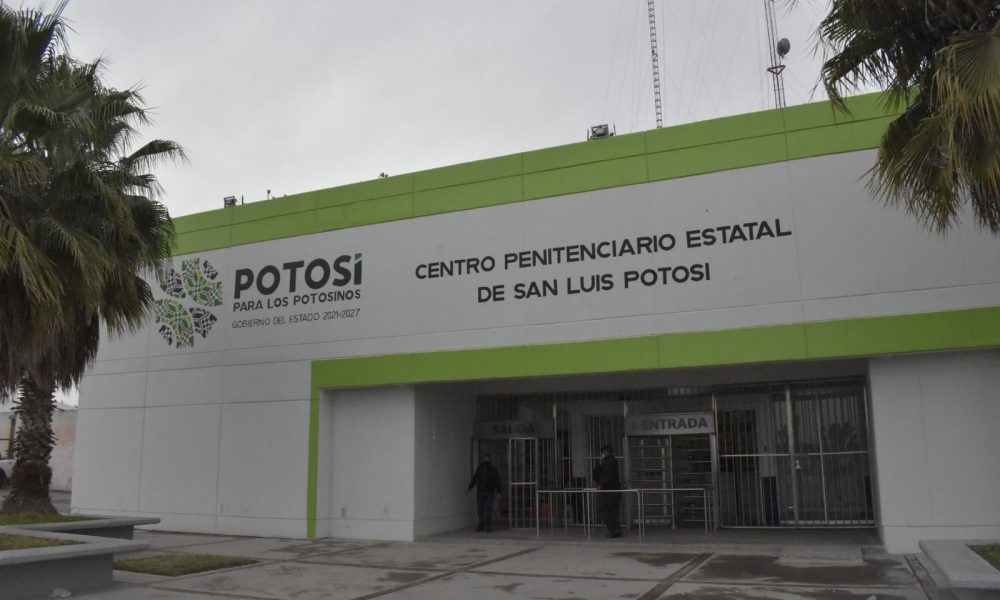 POTOSÍ
PARA LOS POTOSINOS
GOBIERNO DEL ESTADO 2021-2027
CENTRO PENITENCIARIO ESTATAL
DE SAN LUIS POTOSI
SALIDA
ENTRADA